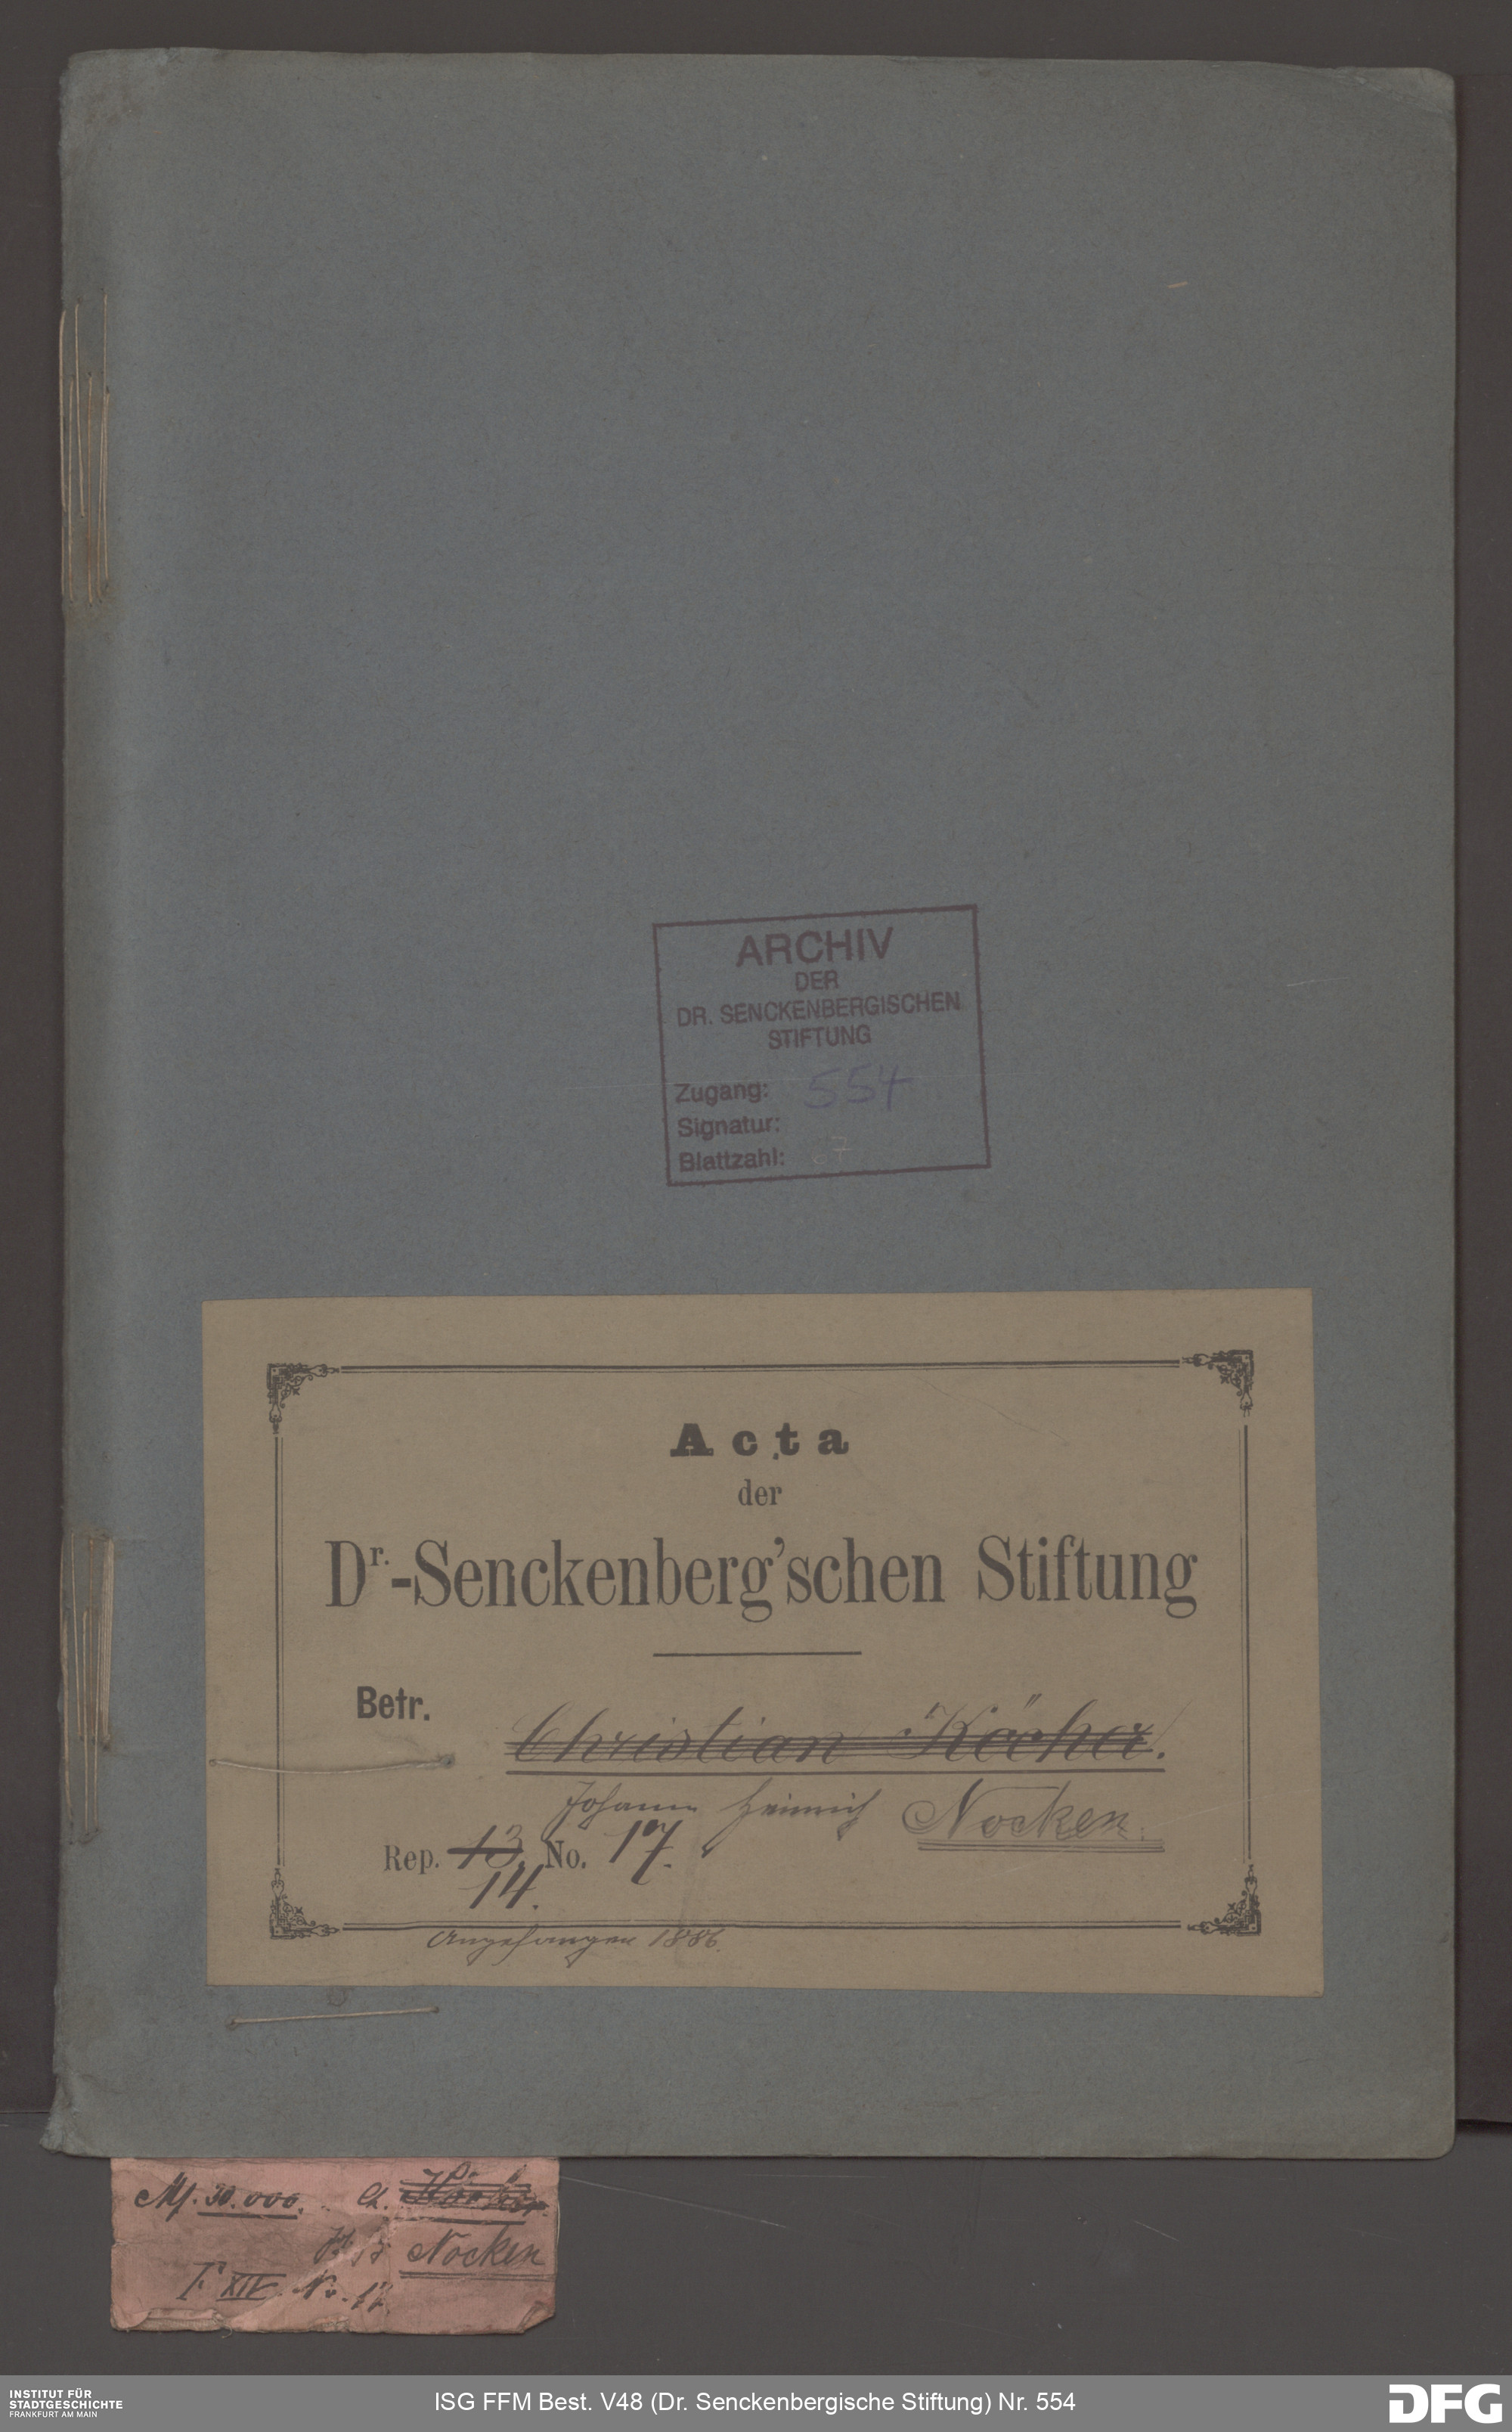 ARCHIV
DER
DR. SENCKENBERGISCHEN
STIFTUNG
Zugang: 554
Signatur:
Blattzahl:
Acta
der
Dr.-Senckenberg'schen Stiftung
Betr.
Christian Köcher.
Johann Heinrich Nocken.
Rep. 13. No. 17.
14.
Angefangen 1886.
M. 30.000. Ch. Köcher.
Nocken
F XIV. No. 17.
INSTITUT FÜR
STADTGESCHICHTE
FRANKFURT AM MAIN
ISG FFM Best. V48 (Dr. Senckenbergische Stiftung) Nr. 554
DFG